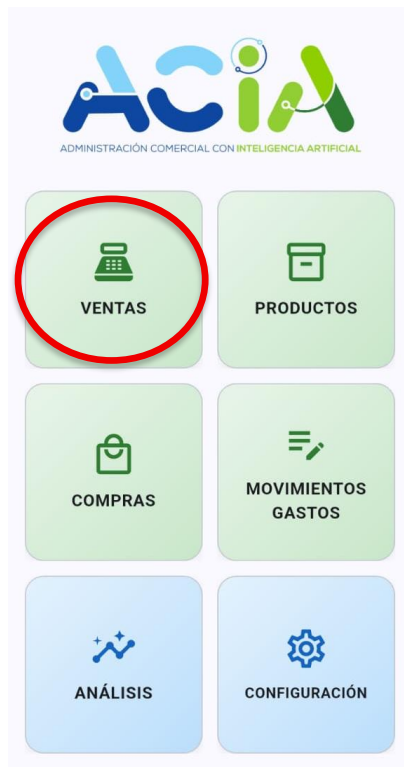 ACiA
ADMINISTRACIÓN COMERCIAL CON INTELIGENCIA ARTIFICIAL
VENTAS
PRODUCTOS
COMPRAS
MOVIMIENTOS
GASTOS
ANÁLISIS
CONFIGURACIÓN